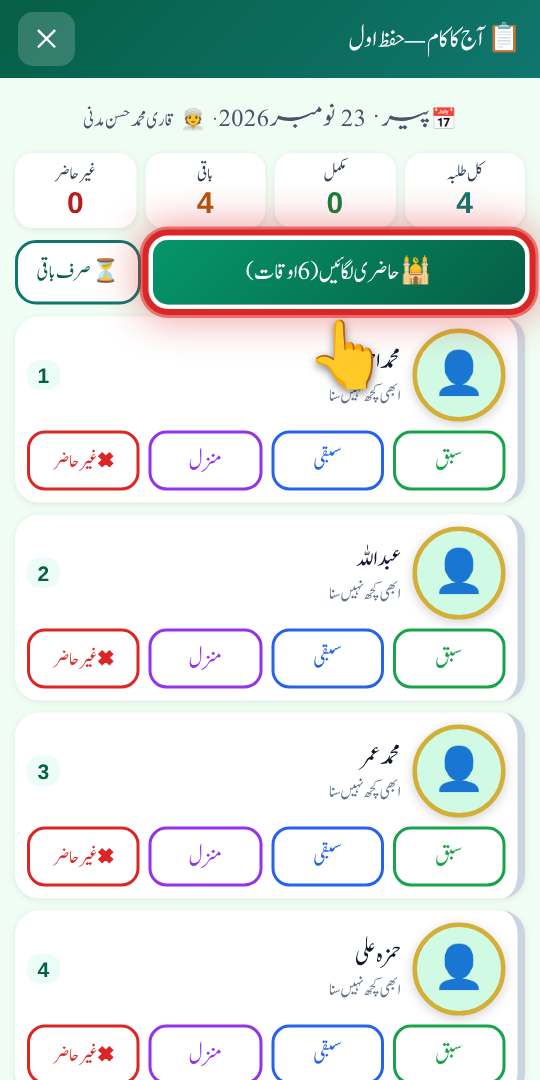 آج کا کام — حفظ اول
پیر · 23 نومبر 2026 · قاری محمد حسن مدنی
کل طلبہ
4
مکمل
0
باقی
4
غیر حاضر
0
حاضری لگائیں (6 اوقات)
صرف باقی
ابھی کچھ نہیں سنا
1
سبق
سبقی
منزل
✖ غیر حاضر
عبداللہ
ابھی کچھ نہیں سنا
2
سبق
سبقی
منزل
✖ غیر حاضر
محمد عمر
ابھی کچھ نہیں سنا
3
سبق
سبقی
منزل
✖ غیر حاضر
حمزہ علی
ابھی کچھ نہیں سنا
4
سبق
سبقی
منزل
✖ غیر حاضر